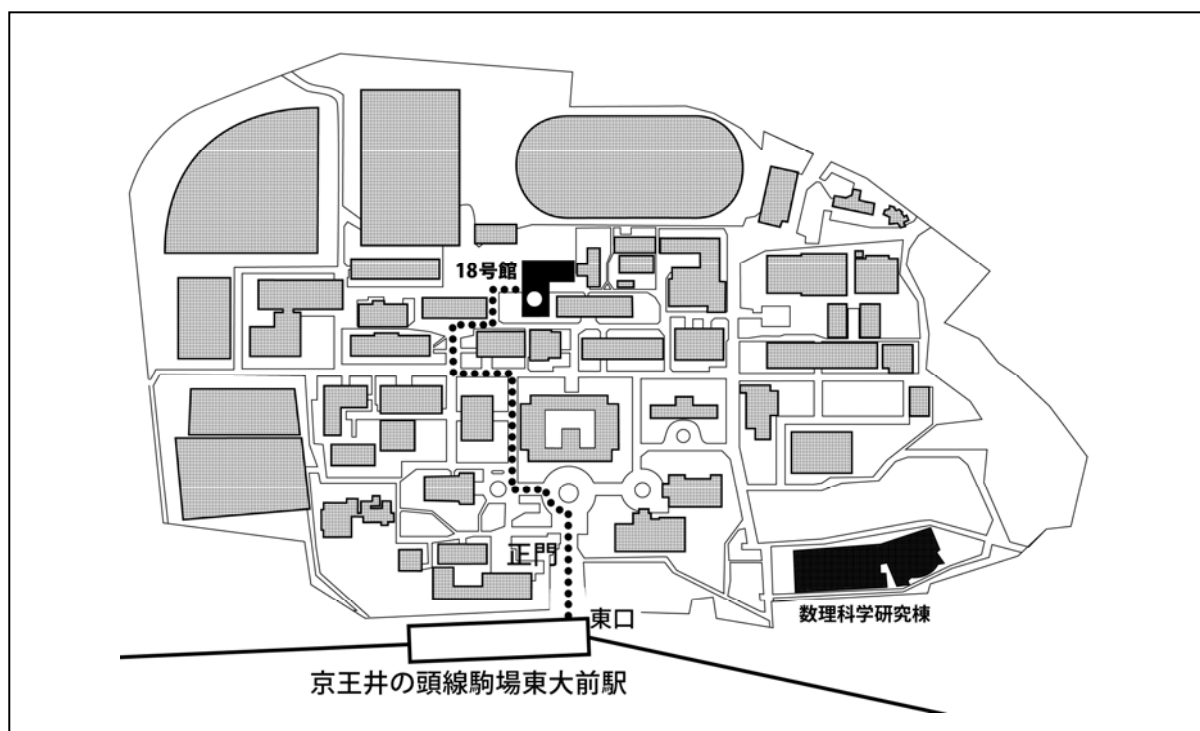 18号館
正門
数理科学研究棟
東口
京王井の頭線駒場東大前駅